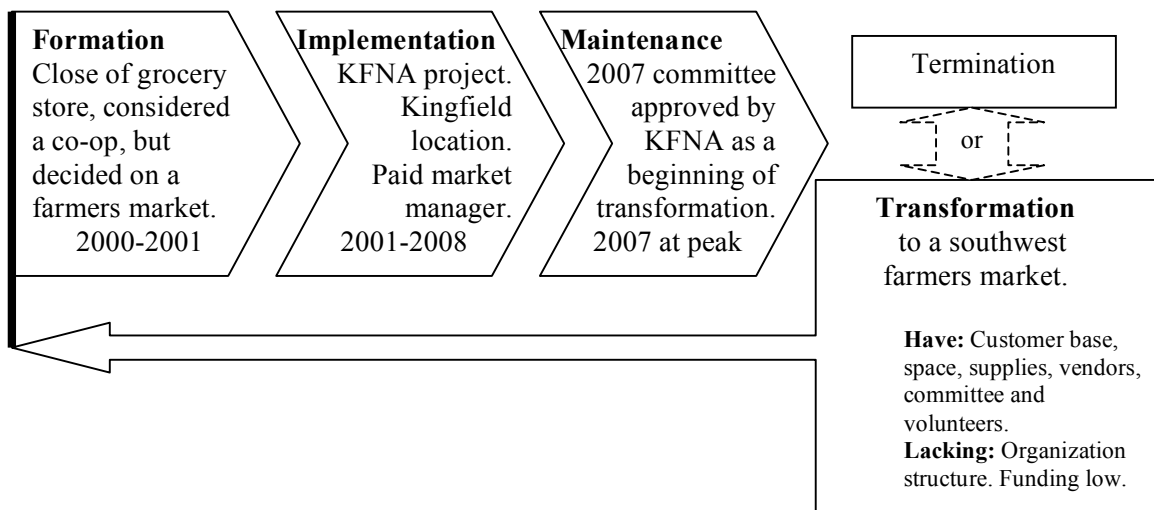 Formation
Close of grocery
store, considered
a co-op, but
decided on a
farmers market.
2000-2001
Implementation
KFNA project.
Kingfield
location.
Paid market
manager.
2001-2008
Maintenance
2007 committee
approved by
KFNA as a
beginning of
transformation.
2007 at peak
Termination
or
Transformation
to a southwest
farmers market.
Have: Customer base,
space, supplies, vendors,
committee and
volunteers.
Lacking: Organization
structure. Funding low.